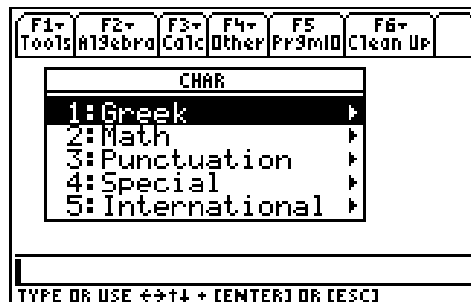 F1▾ F2▾ F3▾ F4▾ F5 F6▾
Tools Algebra Calc Other PrgmIO Clean Up
CHAR
1:Greek ▶
2:Math ▶
3:Punctuation ▶
4:Special ▶
5:International ▶
TYPE OR USE ←→↑↓ + [ENTER] OR [ESC]